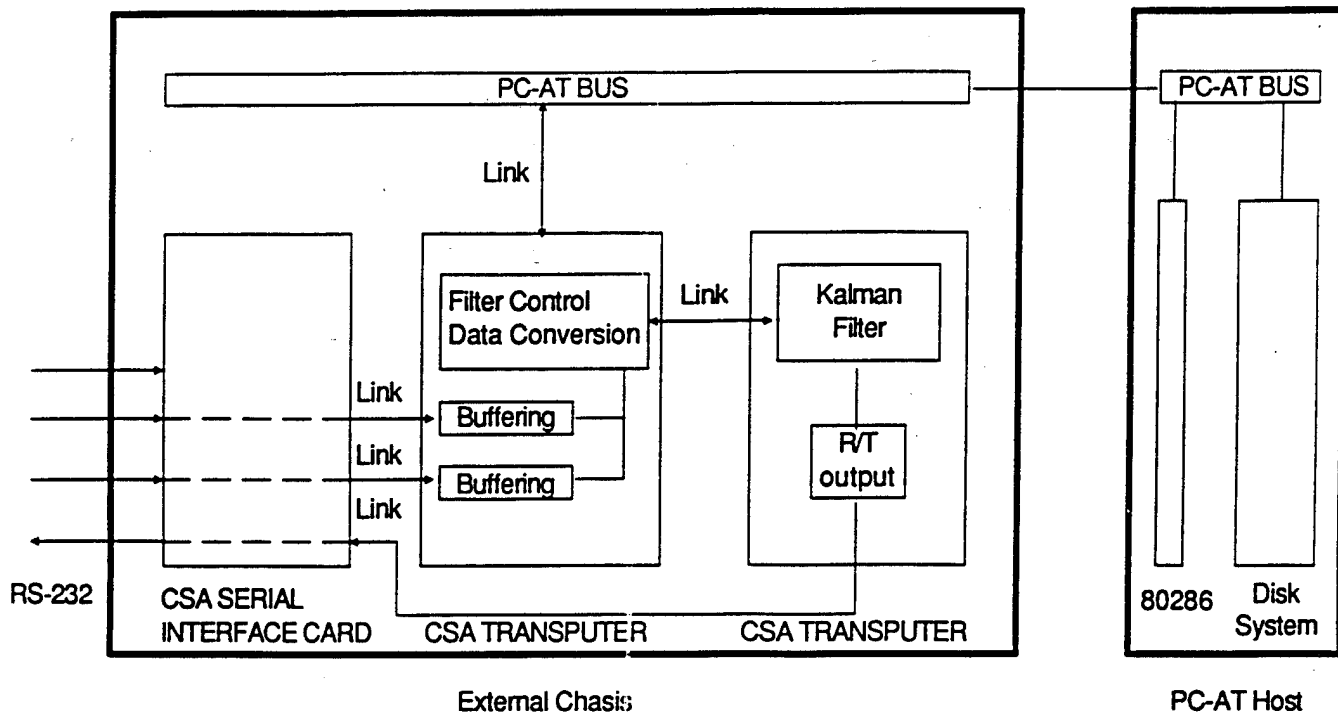 PC-AT BUS
PC-AT BUS
Link
Filter Control
Data Conversion
Link
Kalman
Filter
Link
Buffering
Link
Buffering
R/T
output
Link
RS-232
CSA SERIAL
INTERFACE CARD
CSA TRANSPUTER
CSA TRANSPUTER
80286
Disk
System
External Chasis
PC-AT Host